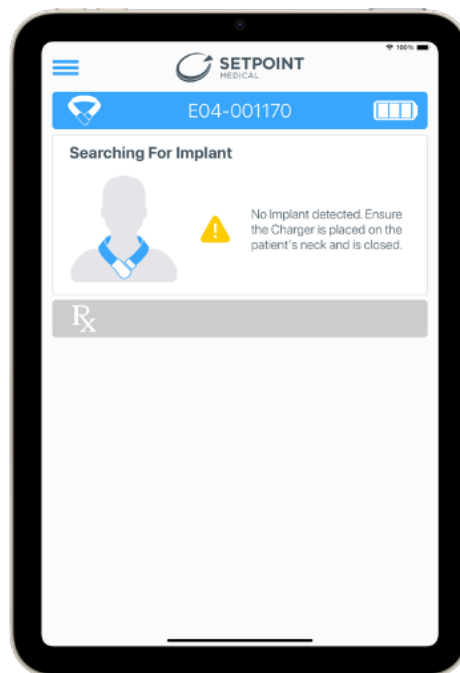 100%
SETPOINT
MEDICAL
E04-001170
Searching For Implant
No Implant detected. Ensure
the Charger is placed on the
patient's neck and is closed.
Rx